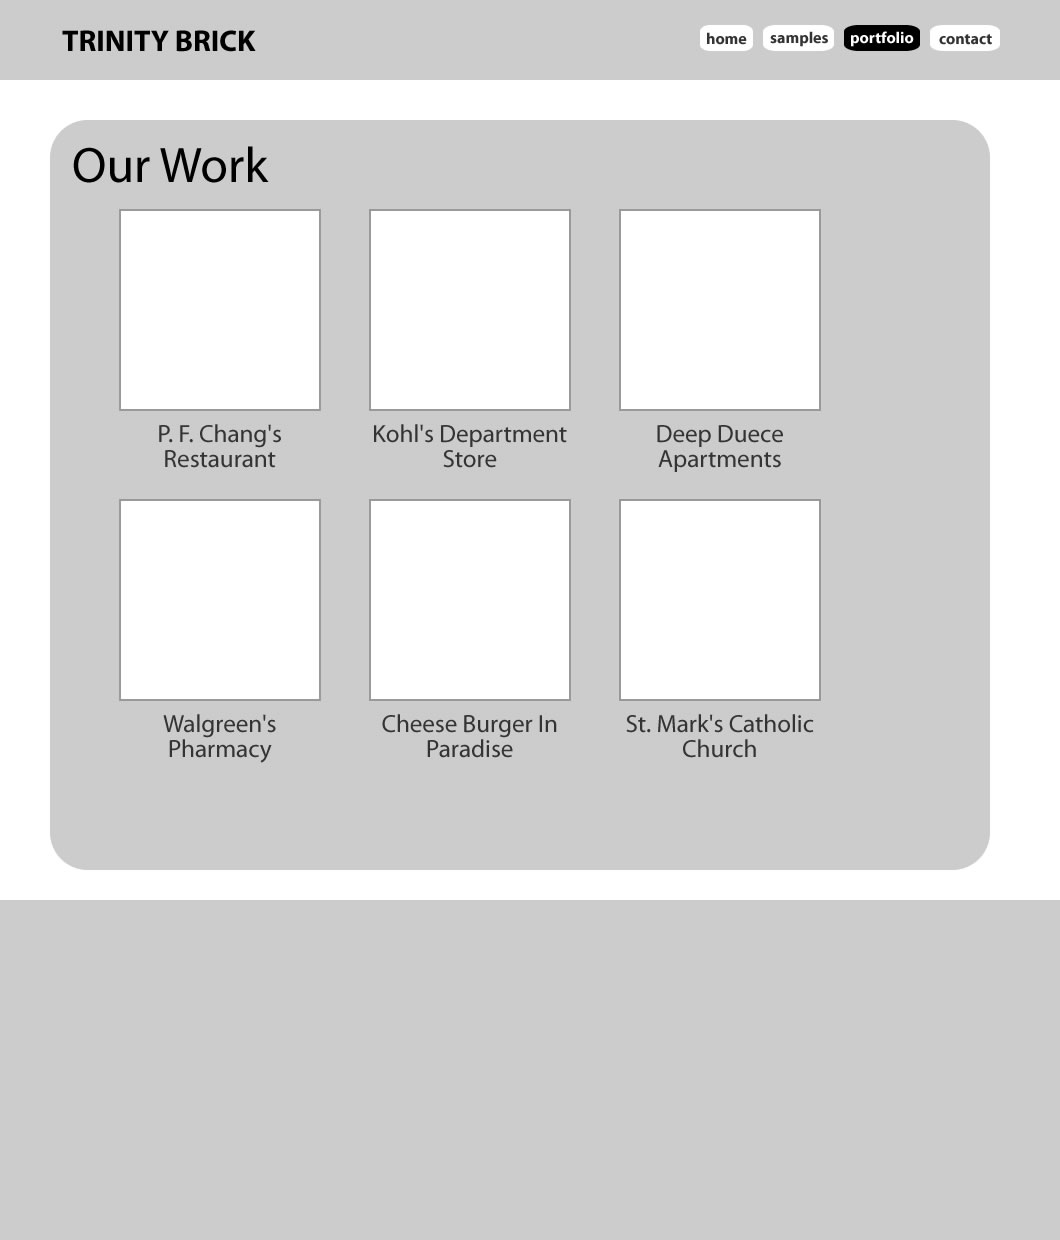 TRINITY BRICK
home samples portfolio contact
Our Work
P. F. Chang's
Restaurant
Kohl's Department
Store
Deep Duece
Apartments
Walgreen's
Pharmacy
Cheese Burger In
Paradise
St. Mark's Catholic
Church